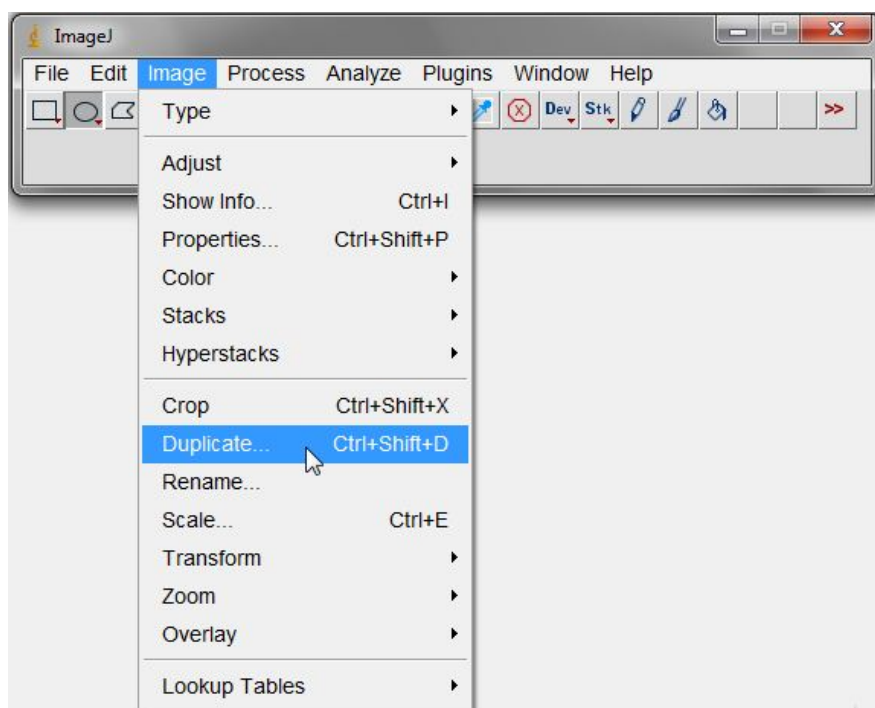 ImageJ
File Edit Image Process Analyze Plugins Window Help
Dev Stk >>
Type
Adjust
Show Info... Ctrl+I
Properties... Ctrl+Shift+P
Color
Stacks
Hyperstacks
Crop Ctrl+Shift+X
Duplicate... Ctrl+Shift+D
Rename...
Scale... Ctrl+E
Transform
Zoom
Overlay
Lookup Tables